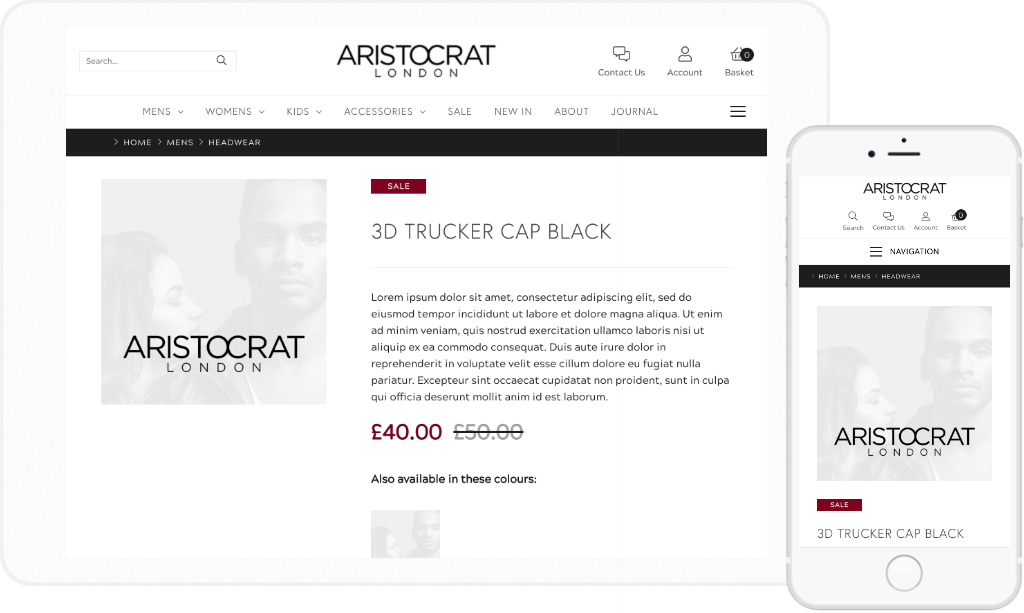 Search...
ARISTOCRAT
LONDON
Contact Us
Account
0
Basket
MENS
WOMENS
KIDS
ACCESSORIES
SALE
NEW IN
ABOUT
JOURNAL
HOME
MENS
HEADWEAR
ARISTOCRAT
LONDON
SALE
3D TRUCKER CAP BLACK
Lorem ipsum dolor sit amet, consectetur adipiscing elit, sed do
eiusmod tempor incididunt ut labore et dolore magna aliqua. Ut enim
ad minim veniam, quis nostrud exercitation ullamco laboris nisi ut
aliquip ex ea commodo consequat. Duis aute irure dolor in
reprehenderit in voluptate velit esse cillum dolore eu fugiat nulla
pariatur. Excepteur sint occaecat cupidatat non proident, sunt in culpa
qui officia deserunt mollit anim id est laborum.
£40.00 £50.00
Also available in these colours:
ARISTOCRAT
LONDON
Search
Contact Us
Account
0
Basket
NAVIGATION
HOME
MENS
HEADWEAR
ARISTOCRAT
LONDON
SALE
3D TRUCKER CAP BLACK